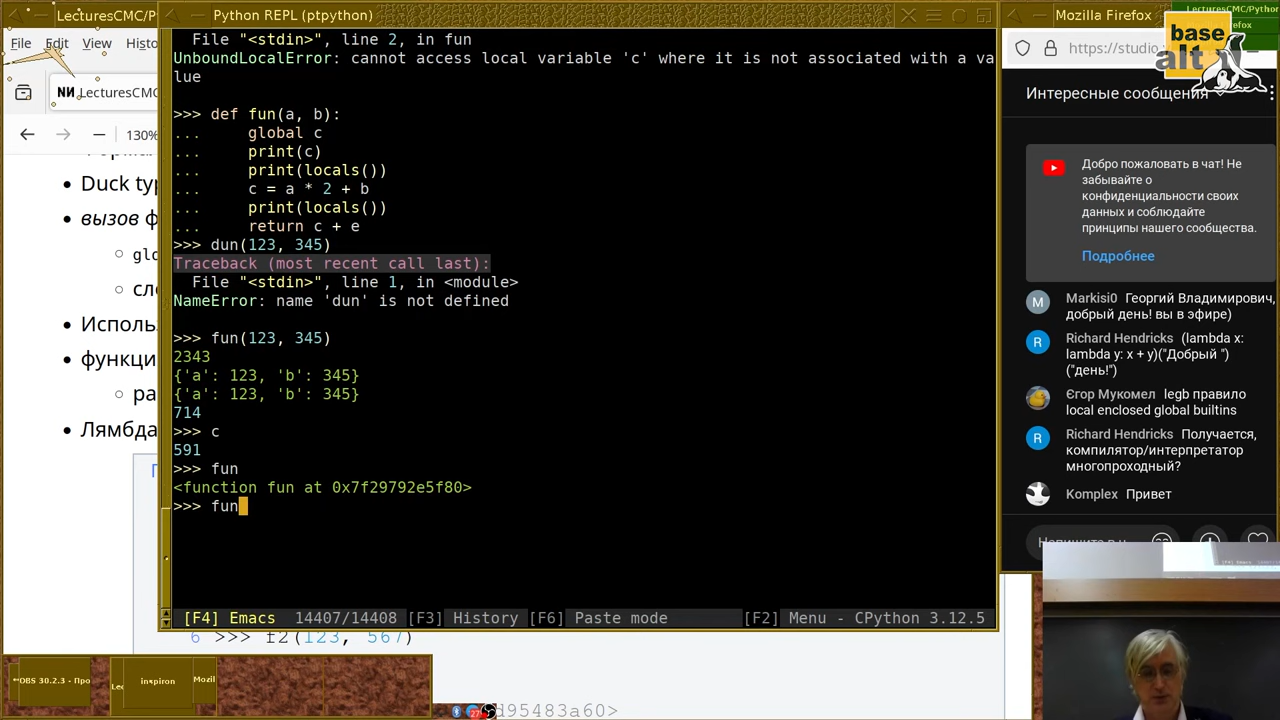 LecturesCMC/P
Python REPL (ptpython)
Mozilla Firefox
LecturesCMC/Python
File Edit View Histo
LecturesCMC
130%
https://studio.
base
alt
Duck typ
вызов ф
glo
сл
Исполь
функци
ра
Лямбда
File "<stdin>", line 2, in fun
UnboundLocalError: cannot access local variable 'c' where it is not associated with a va
lue
>>> def fun(a, b):
...     global c
...     print(c)
...     print(locals())
...     c = a * 2 + b
...     print(locals())
...     return c + e
>>> dun(123, 345)
Traceback (most recent call last):
  File "<stdin>", line 1, in <module>
NameError: name 'dun' is not defined
>>> fun(123, 345)
2343
{'a': 123, 'b': 345}
{'a': 123, 'b': 345}
714
>>> c
591
>>> fun
<function fun at 0x7f29792e5f80>
>>> fun
[F4] Emacs 14407/14408 [F3] History [F6] Paste mode [F2] Menu - CPython 3.12.5
6 >>> f2(123, 567)
d95483a60>
Интересные сообщения
Добро пожаловать в чат! Не
забывайте о
конфиденциальности своих
данных и соблюдайте
принципы нашего сообщества.
Подробнее
Markisi0 Георгий Владимирович,
добрый день! вы в эфире)
Richard Hendricks (lambda x:
lambda y: x + y)("Добрый ")
("день!")
Єгор Мукомел legb правило
local enclosed global builtins
Richard Hendricks Получается,
компилятор/интерпретатор
многопроходный?
Komplex Привет
OBS 30.2.3 - Про
Lec
inspiron
Mozil
27